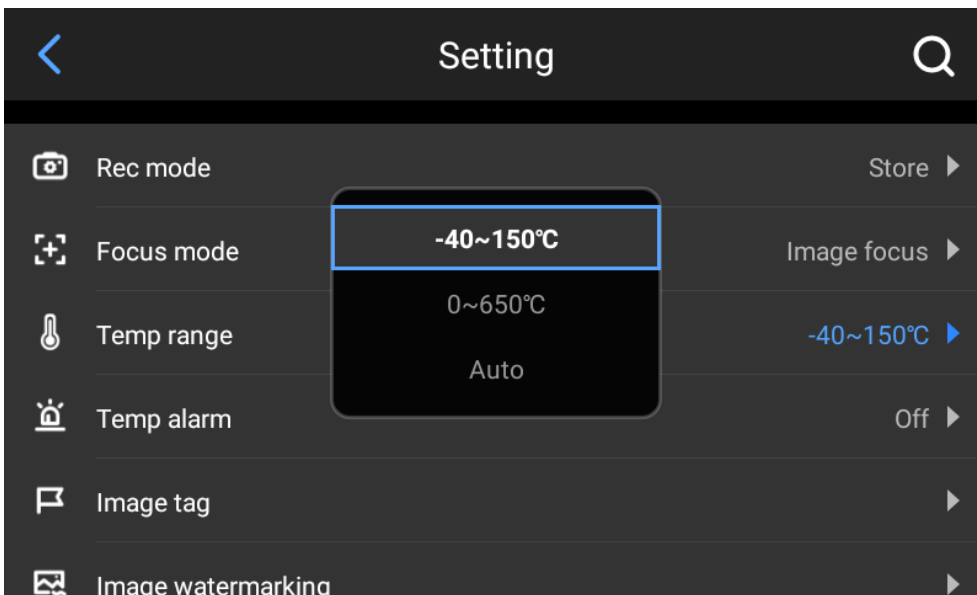 Setting
Rec mode
Store
-40~150℃
Focus mode
Image focus
0~650℃
Temp range
-40~150℃
Auto
Temp alarm
Off
Image tag
Image watermarking